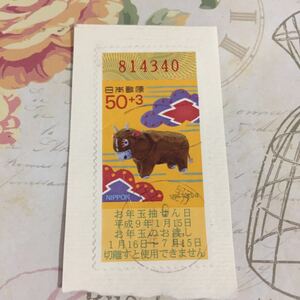 814340
日本郵便
50+3
NIPPON
お年玉抽せん日
平成9年1月15日
お年玉のお渡し
1月16日～7月15日
切離すと使用できません